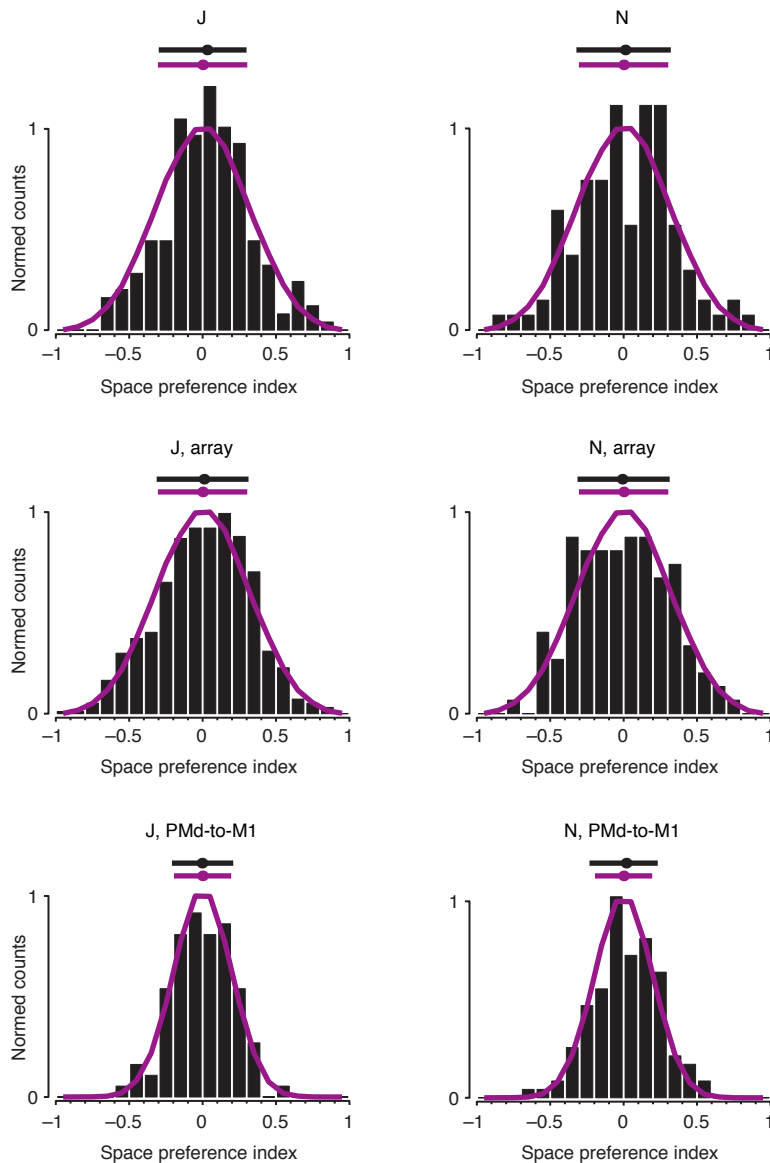 J
N
Normed counts
1
0
–1
–0.5
0
0.5
1
Space preference index
1
0
–1
–0.5
0
0.5
1
Space preference index
J, array
N, array
Normed counts
1
0
–1
–0.5
0
0.5
1
Space preference index
1
0
–1
–0.5
0
0.5
1
Space preference index
J, PMd-to-M1
N, PMd-to-M1
Normed counts
1
0
–1
–0.5
0
0.5
1
Space preference index
1
0
–1
–0.5
0
0.5
1
Space preference index